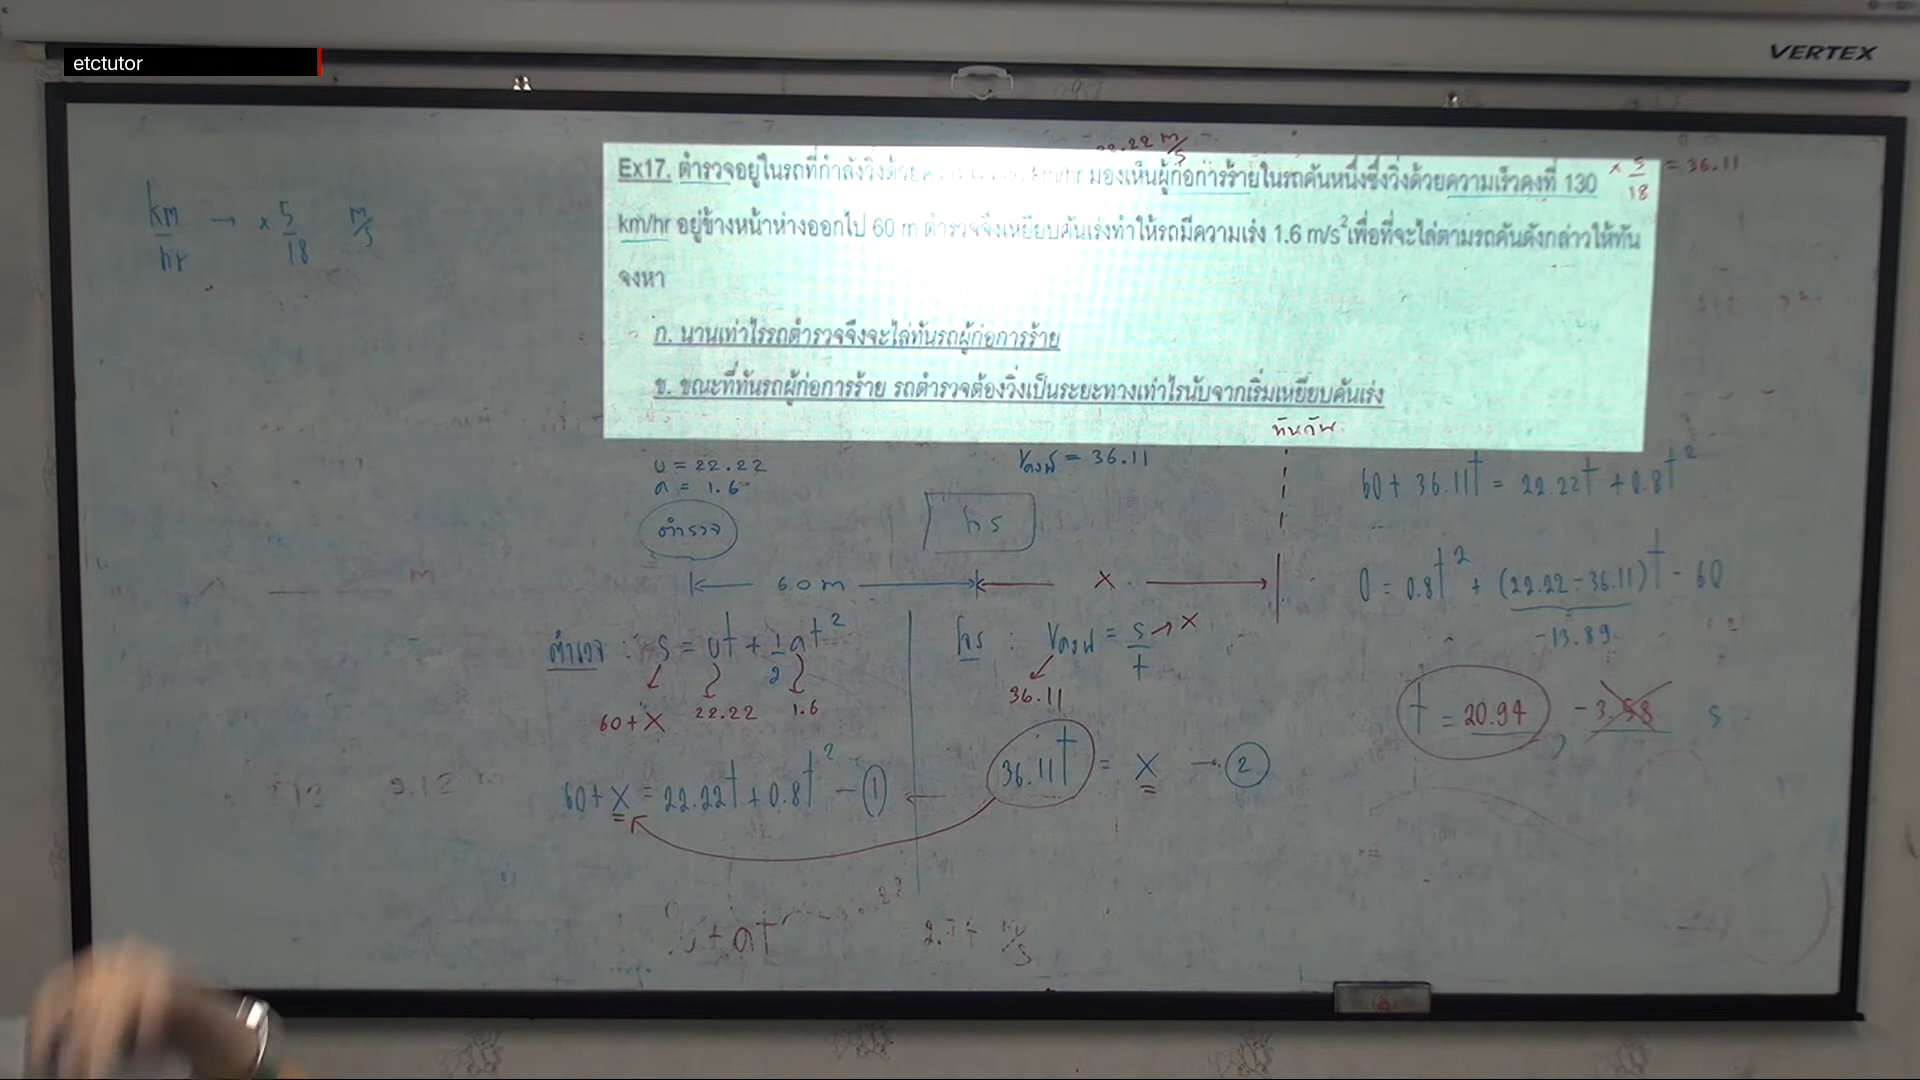 etctutor
VERTEX
22.22 m/s
Ex17. ตำรวจอยู่ในรถที่กำลังวิ่งด้วย km/hr มองเห็นผู้ก่อการร้ายในรถคันหนึ่งซึ่งวิ่งด้วยความเร็วคงที่ 130
× 5/18 = 36.11
km/hr อยู่ข้างหน้าห่างออกไป 60 m ตำรวจจึงเหยียบคันเร่งทำให้รถมีความเร่ง 1.6 m/s² เพื่อที่จะไล่ตามรถคันดังกล่าวให้ทัน
จงหา
ก. นานเท่าไรรถตำรวจจึงจะไล่ทันรถผู้ก่อการร้าย
ข. ขณะที่ทันรถผู้ก่อการร้าย รถตำรวจต้องวิ่งเป็นระยะทางเท่าไรนับจากเริ่มเหยียบคันเร่ง
km/hr → × 5/18 m/s
ทันกัน
u = 22.22
a = 1.6
ตำรวจ
Vคงที่ = 36.11
โจร
60 m
x
ตำรวจ : s = ut + 1/2 at²
60+x 22.22 1.6
60+x = 22.22t + 0.8t² - ①
โจร : Vคงที่ = s/t → x
36.11
36.11t = x → ②
60 + 36.11t = 22.22t + 0.8t²
0 = 0.8t² + (22.22 - 36.11)t - 60
-13.89
t = 20.94 , -3.58 s
u + at